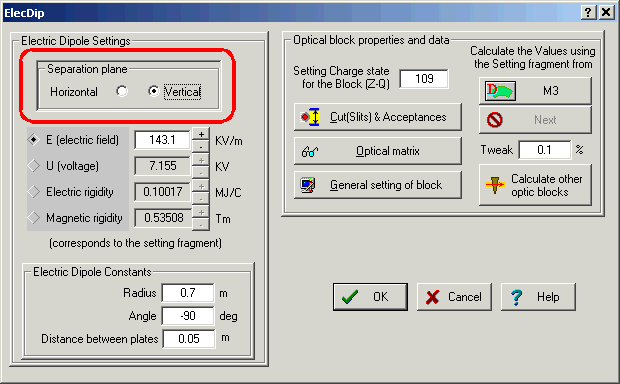 ElecDip
Electric Dipole Settings
Separation plane
Horizontal Vertical
E (electric field) 143.1 + - KV/m
U (voltage) 7.155 + - KV
Electric rigidity 0.10017 + - MJ/C
Magnetic rigidity 0.53508 + - Tm
(corresponds to the setting fragment)
Electric Dipole Constants
Radius 0.7 m
Angle -90 deg
Distance between plates 0.05 m
Optical block properties and data
Setting Charge state
for the Block (Z-Q) 109
Cut(Slits) & Acceptances
Optical matrix
General setting of block
Calculate the Values using
the Setting fragment from
D M3
Next
Tweak 0.1 %
Calculate other
optic blocks
OK Cancel ? Help